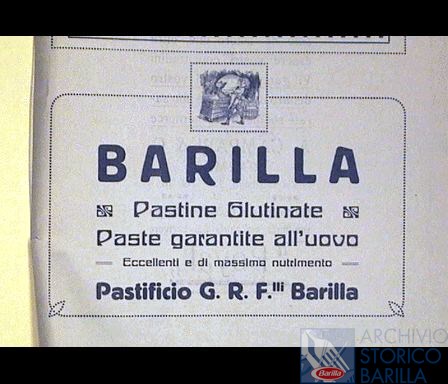 BARILLA
Pastine Glutinate
Paste garantite all'uovo
Eccellenti e di massimo nutrimento
Pastificio G. R. F.lli Barilla
ARCHIVIO
STORICO
BARILLA
Barilla